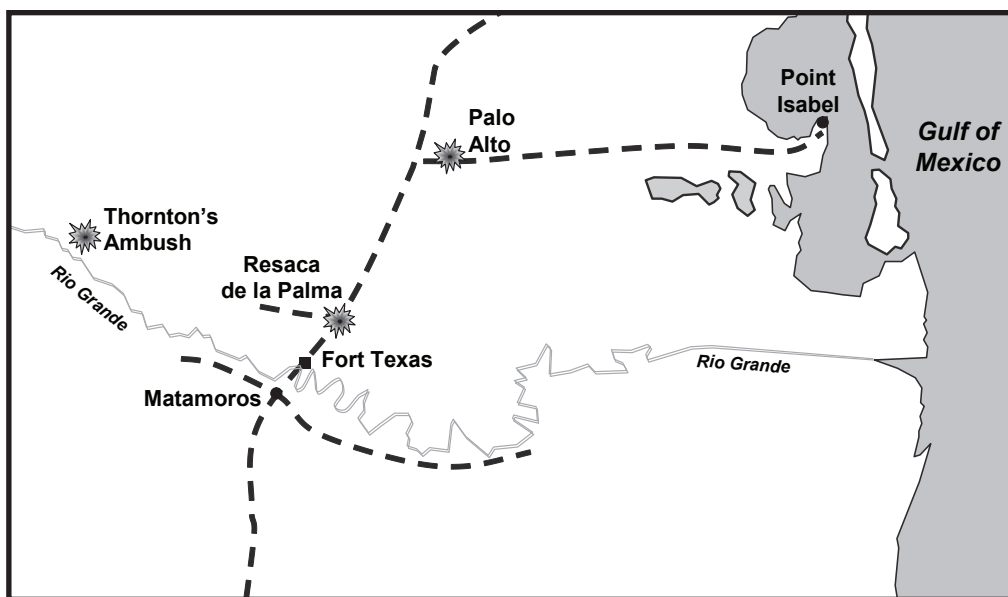 Point
Isabel
Gulf of
Mexico
Palo
Alto
Thornton’s
Ambush
Resaca
de la Palma
Rio Grande
Fort Texas
Rio Grande
Matamoros